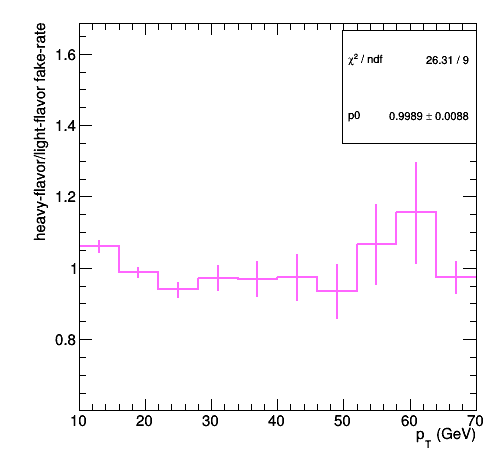 heavy-flavor/light-flavor fake-rate
χ² / ndf 26.31 / 9
p0 0.9989 ± 0.0088
1.6
1.4
1.2
1
0.8
10 20 30 40 50 60 70
p_T (GeV)